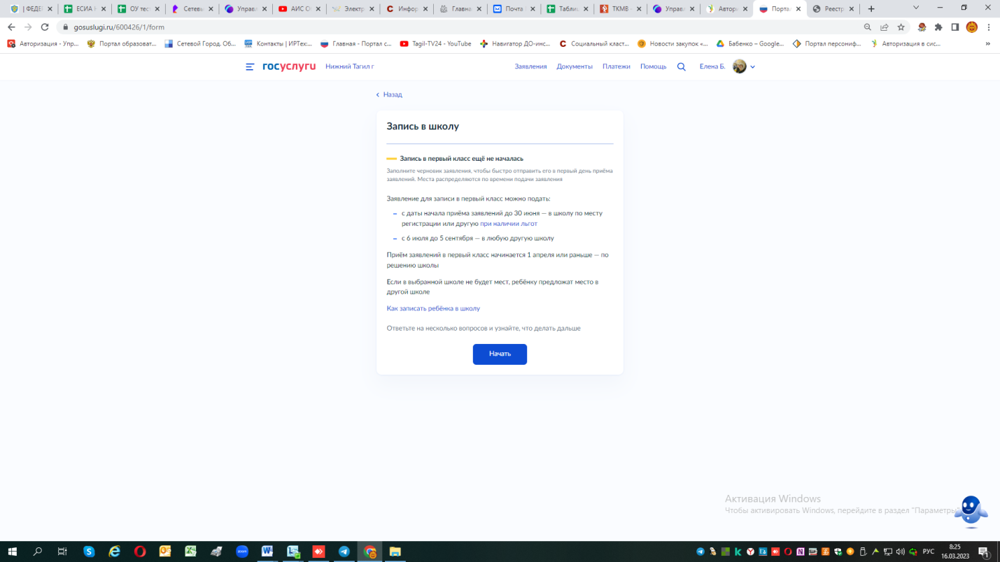 | ФЕДЕ
ЕСИА Н
ОУ тес
Сетевы
Управл
АИС О
Электр
Инфор
Главна
Почта
Таблиц
ТКМВ -
Управл
Автори
Портал
Реестр
gosuslugi.ru/600426/1/form
Авторизация - Упр...
Портал образоват...
Сетевой Город. Об...
Контакты | ИРТех:...
Главная - Портал с...
Tagil-TV24 - YouTube
Навигатор ДО-инс...
Социальный класт...
Новости закупок «...
Бабенко – Google...
Портал персониф...
Авторизация в сис...
»
госуслуги
Нижний Тагил г
Заявления
Документы
Платежи
Помощь
Елена Б.
Назад
Запись в школу
Запись в первый класс ещё не началась
Заполните черновик заявления, чтобы быстро отправить его в первый день приёма
заявлений. Места распределяются по времени подачи заявления
Заявление для записи в первый класс можно подать:
– с даты начала приёма заявлений до 30 июня — в школу по месту
регистрации или другую при наличии льгот
– с 6 июля до 5 сентября — в любую другую школу
Приём заявлений в первый класс начинается 1 апреля или раньше — по
решению школы
Если в выбранной школе не будет мест, ребёнку предложат место в
другой школе
Как записать ребёнка в школу
Ответьте на несколько вопросов и узнайте, что делать дальше
Начать
Активация Windows
Чтобы активировать Windows, перейдите в раздел "Параметры
РУС
8:25
16.03.2023